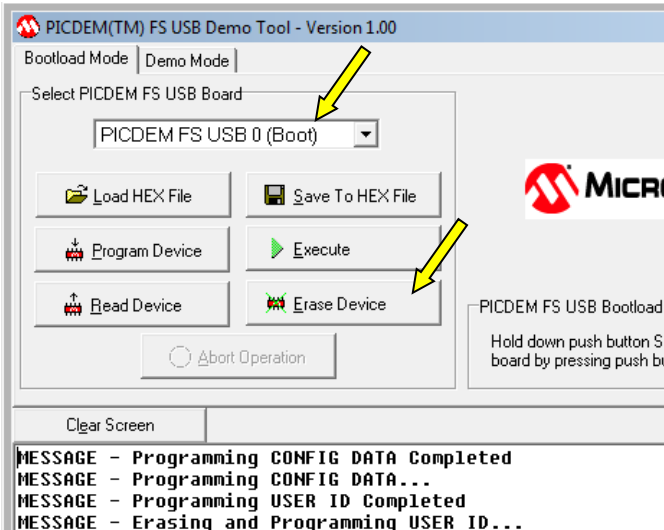 PICDEM(TM) FS USB Demo Tool - Version 1.00
Bootload Mode Demo Mode
Select PICDEM FS USB Board
PICDEM FS USB 0 (Boot)
Load HEX File Save To HEX File
Program Device Execute
Read Device Erase Device
Abort Operation
MICR
PICDEM FS USB Bootload
Hold down push button S
board by pressing push bu
Clear Screen
MESSAGE - Programming CONFIG DATA Completed
MESSAGE - Programming CONFIG DATA...
MESSAGE - Programming USER ID Completed
MESSAGE - Erasing and Programming USER ID...